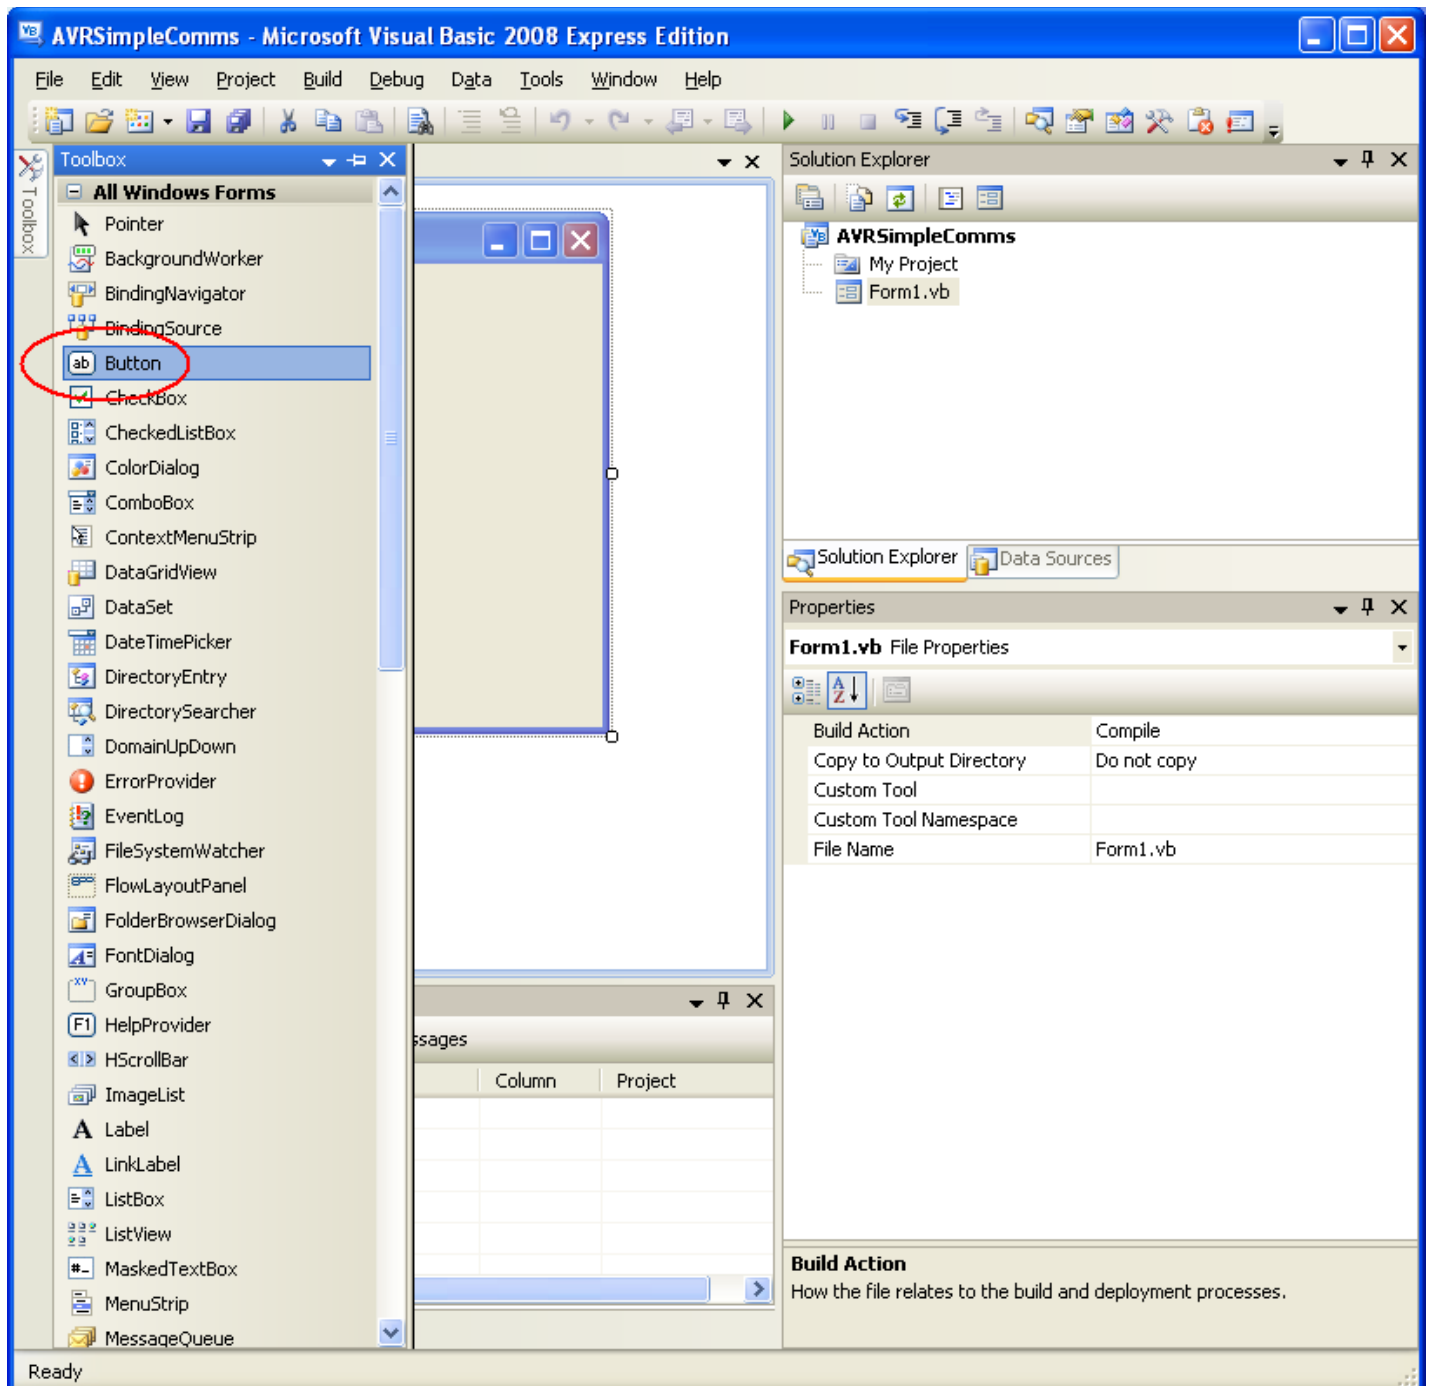 AVRSimpleComms - Microsoft Visual Basic 2008 Express Edition
File Edit View Project Build Debug Data Tools Window Help
Toolbox
Toolbox
All Windows Forms
Pointer
BackgroundWorker
BindingNavigator
BindingSource
Button
CheckBox
CheckedListBox
ColorDialog
ComboBox
ContextMenuStrip
DataGridView
DataSet
DateTimePicker
DirectoryEntry
DirectorySearcher
DomainUpDown
ErrorProvider
EventLog
FileSystemWatcher
FlowLayoutPanel
FolderBrowserDialog
FontDialog
GroupBox
HelpProvider
HScrollBar
ImageList
Label
LinkLabel
ListBox
ListView
MaskedTextBox
MenuStrip
MessageQueue
ssages
Column Project
Solution Explorer
AVRSimpleComms
My Project
Form1.vb
Solution Explorer Data Sources
Properties
Form1.vb File Properties
Build Action Compile
Copy to Output Directory Do not copy
Custom Tool
Custom Tool Namespace
File Name Form1.vb
Build Action
How the file relates to the build and deployment processes.
Ready